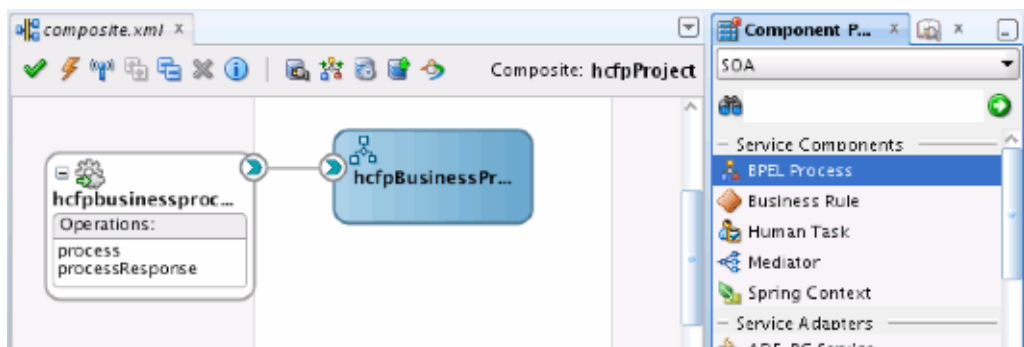 composite.xml
Component P...
Composite: hcfpProject
SOA
Service Components
BPEL Process
Business Rule
Human Task
Mediator
Spring Context
Service Adapters
hcfpbusinessproc...
Operations:
process
processResponse
hcfpBusinessPr...